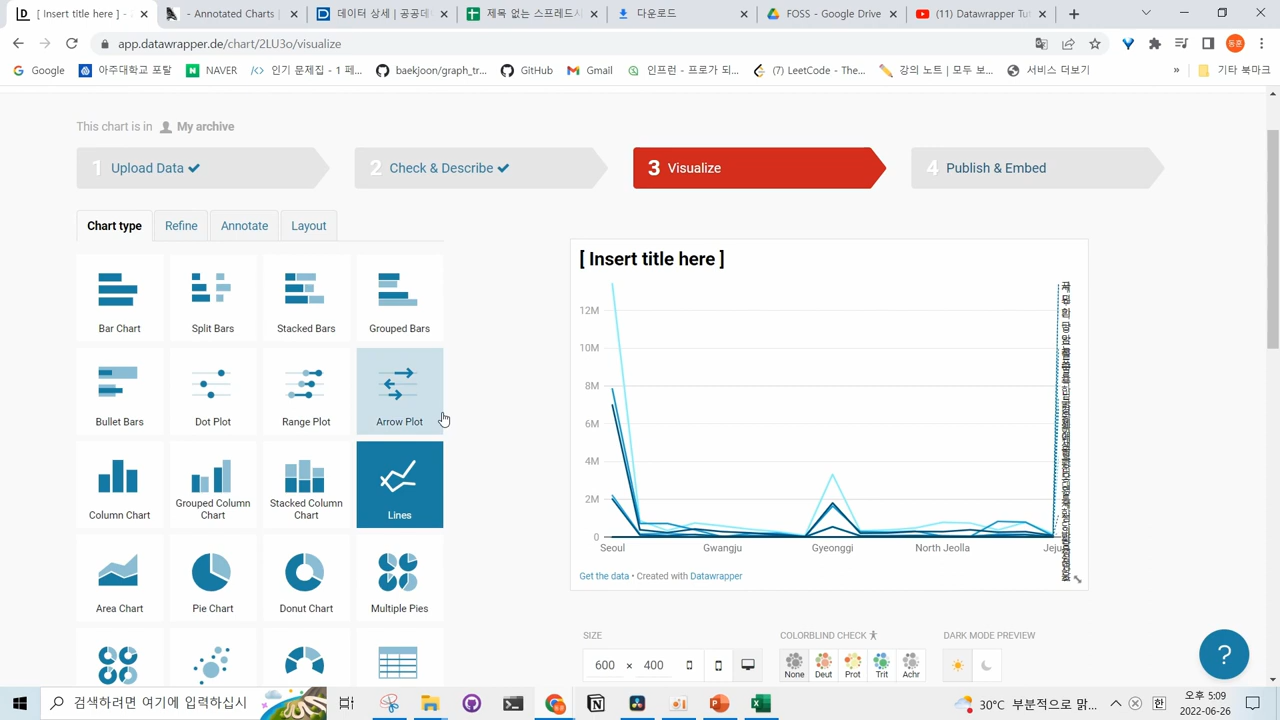 [ Insert title here ] - 
- Arranged Charts |
데이터 상세 | 공공데
제목 없는 스프레드시
다운로드
FOSS - Google Drive
(11) Datawrapper Tut
app.datawrapper.de/chart/2LU3o/visualize
동훈
Google
아주대학교 포탈
NAVER
인기 문제집 - 1 페...
baekjoon/graph_tr...
GitHub
Gmail
인프런 - 프로가 되...
(7) LeetCode - The...
강의 노트 | 모두 보...
서비스 더보기
»
기타 북마크
This chart is in My archive
1 Upload Data
2 Check & Describe
3 Visualize
4 Publish & Embed
Chart type
Refine
Annotate
Layout
Bar Chart
Split Bars
Stacked Bars
Grouped Bars
Bullet Bars
Dot Plot
Range Plot
Arrow Plot
Column Chart
Grouped Column
Chart
Stacked Column
Chart
Lines
Area Chart
Pie Chart
Donut Chart
Multiple Pies
[ Insert title here ]
12M
10M
8M
6M
4M
2M
0
Seoul
Gwangju
Gyeonggi
North Jeolla
Jeju
Get the data • Created with Datawrapper
SIZE
COLORBLIND CHECK
DARK MODE PREVIEW
600 × 400
None
Deut
Prot
Trit
Achr
?
검색하려면 여기에 입력하십시
30°C 부분적으로 맑...
한
오후 5:09
2022-06-26